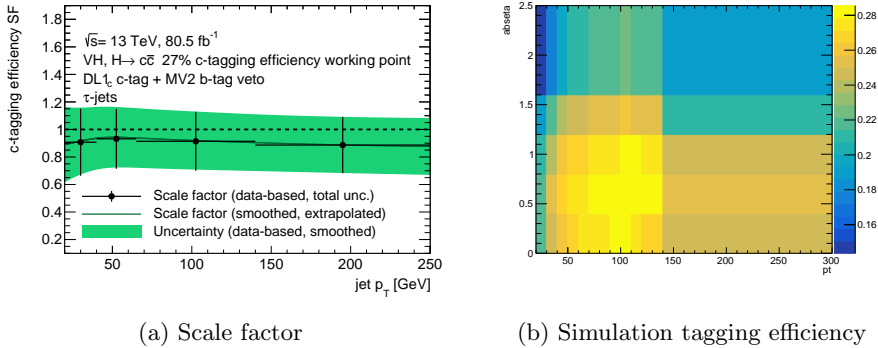 c-tagging efficiency SF
2
1.8
1.6
1.4
1.2
1
0.8
0.6
0.4
0.2
√s= 13 TeV, 80.5 fb⁻¹
VH, H→ cc̅ 27% c-tagging efficiency working point
DL1c c-tag + MV2 b-tag veto
τ-jets
Scale factor (data-based, total unc.)
Scale factor (smoothed, extrapolated)
Uncertainty (data-based, smoothed)
50 100 150 200 250
jet pT [GeV]
(a) Scale factor
abseta
2.5
2
1.5
1
0.5
0
50 100 150 200 250 300
pt
0.28
0.26
0.24
0.22
0.2
0.18
0.16
(b) Simulation tagging efficiency